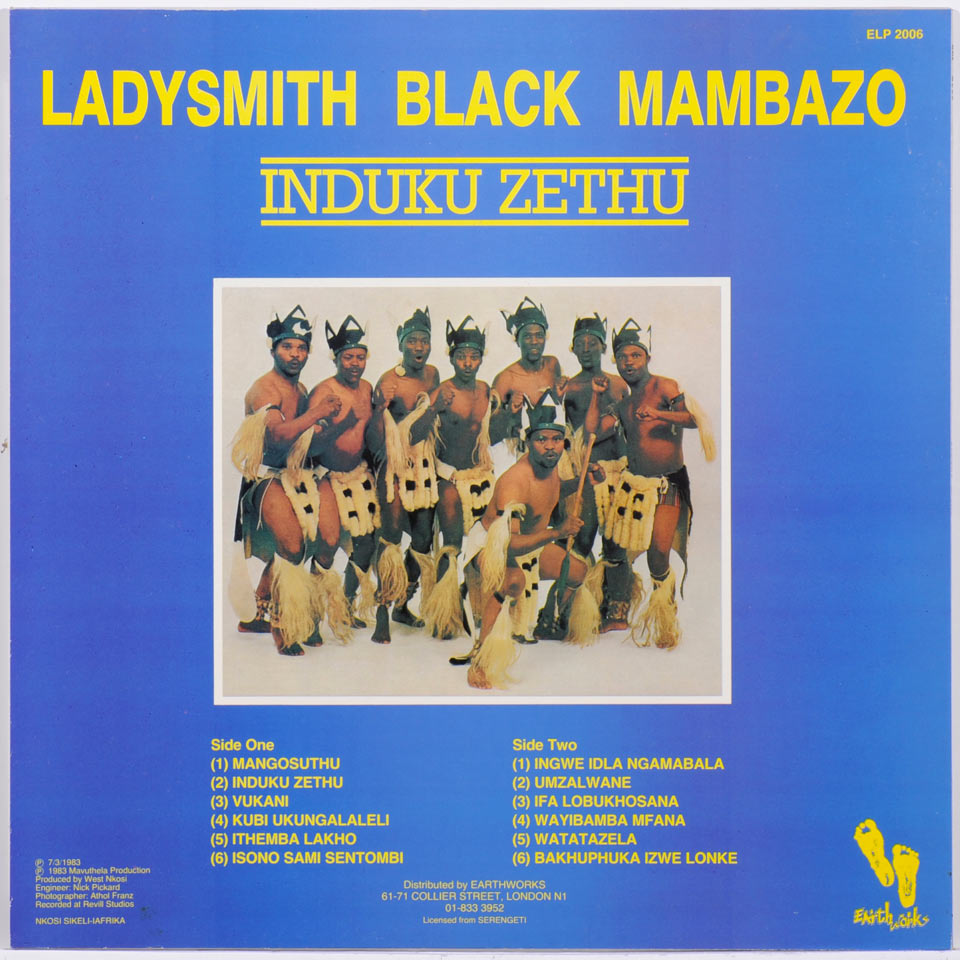 ELP 2006
LADYSMITH BLACK MAMBAZO
INDUKU ZETHU
Side One
(1) MANGOSUTHU
(2) INDUKU ZETHU
(3) VUKANI
(4) KUBI UKUNGALALELI
(5) ITHEMBA LAKHO
(6) ISONO SAMI SENTOMBI
Side Two
(1) INGWE IDLA NGAMABALA
(2) UMZALWANE
(3) IFA LOBUKHOSANA
(4) WAYIBAMBA MFANA
(5) WATATAZELA
(6) BAKHUPHUKA IZWE LONKE
℗ 7/3/1983
℗ 1983 Mavuthela Production
Produced by West Nkosi
Engineer: Nick Pickard
Photographer: Athol Franz
Recorded at Revill Studios
NKOSI SIKELI-IAFRIKA
Distributed by EARTHWORKS
61-71 COLLIER STREET, LONDON N1
01-833 3952
Licensed from SERENGETI
Earthworks